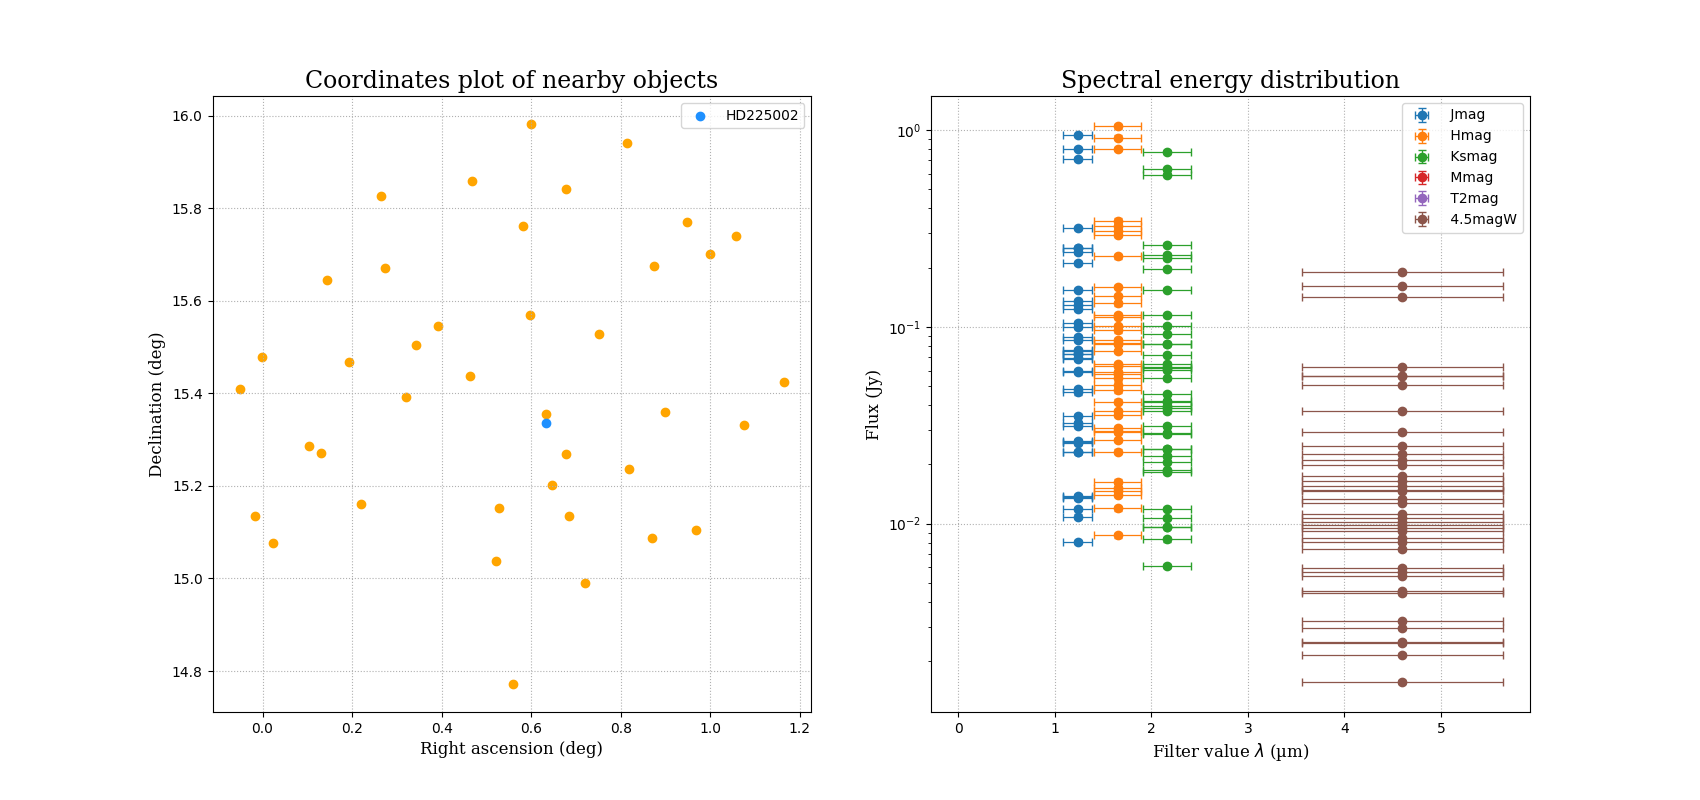 Coordinates plot of nearby objects
HD225002
16.0
15.8
15.6
15.4
15.2
15.0
14.8
Declination (deg)
0.0 0.2 0.4 0.6 0.8 1.0 1.2
Right ascension (deg)
Spectral energy distribution
Jmag
Hmag
Ksmag
Mmag
T2mag
4.5magW
10⁰
10⁻¹
10⁻²
Flux (Jy)
0 1 2 3 4 5
Filter value λ (µm)